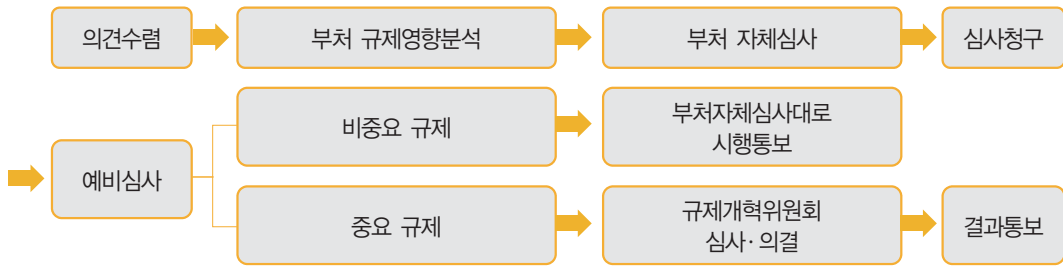 의견수렴
부처 규제영향분석
부처 자체심사
심사청구
예비심사
비중요 규제
부처자체심사대로
시행통보
중요 규제
규제개혁위원회
심사·의결
결과통보